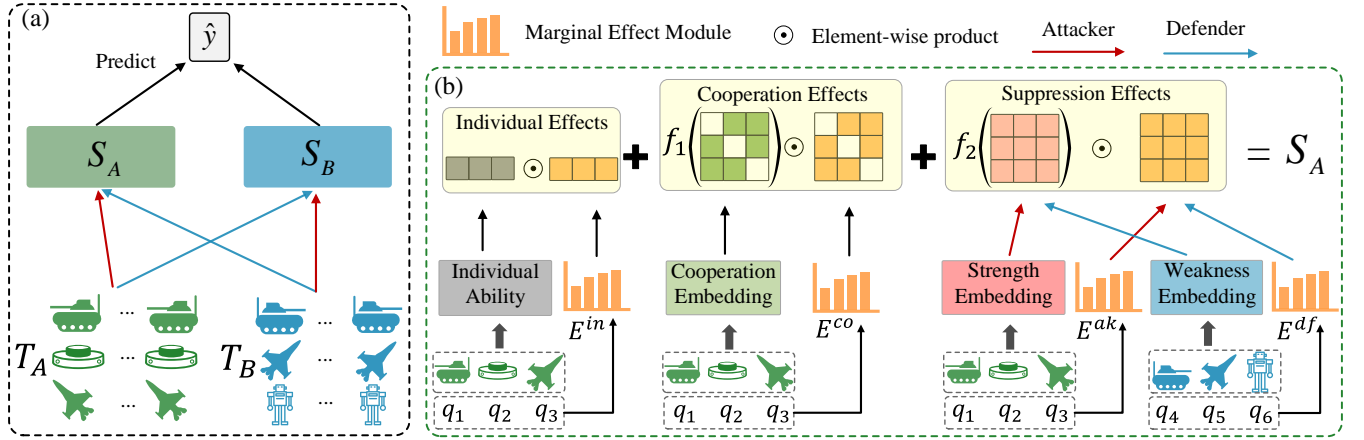 (a)
ŷ
Predict
S_A
S_B
T_A
...
...
...
T_B
...
...
...
Marginal Effect Module
Element-wise product
Attacker
Defender
(b)
Individual Effects
Cooperation Effects
f_1( )
Suppression Effects
f_2( )
= S_A
Individual
Ability
E^{in}
Cooperation
Embedding
E^{co}
Strength
Embedding
E^{ak}
Weakness
Embedding
E^{df}
q_1 q_2 q_3
q_1 q_2 q_3
q_1 q_2 q_3
q_4 q_5 q_6